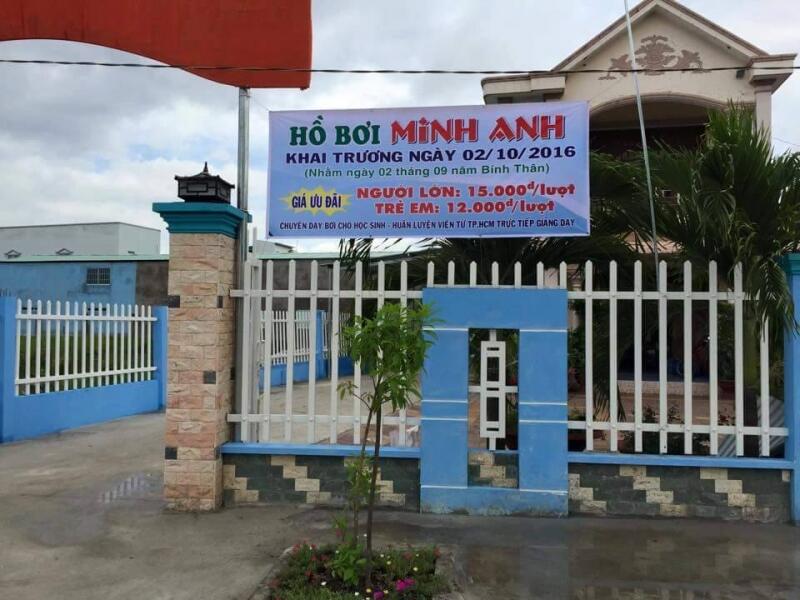 HỒ BƠI MINH ANH
KHAI TRƯƠNG NGÀY 02/10/2016
(Nhằm ngày 02 tháng 09 năm Bính Thân)
GIÁ ƯU ĐÃI
NGƯỜI LỚN: 15.000đ/lượt
TRẺ EM: 12.000đ/lượt
CHUYÊN DẠY BƠI CHO HỌC SINH - HUẤN LUYỆN VIÊN TỪ TP.HCM TRỰC TIẾP GIẢNG DẠY